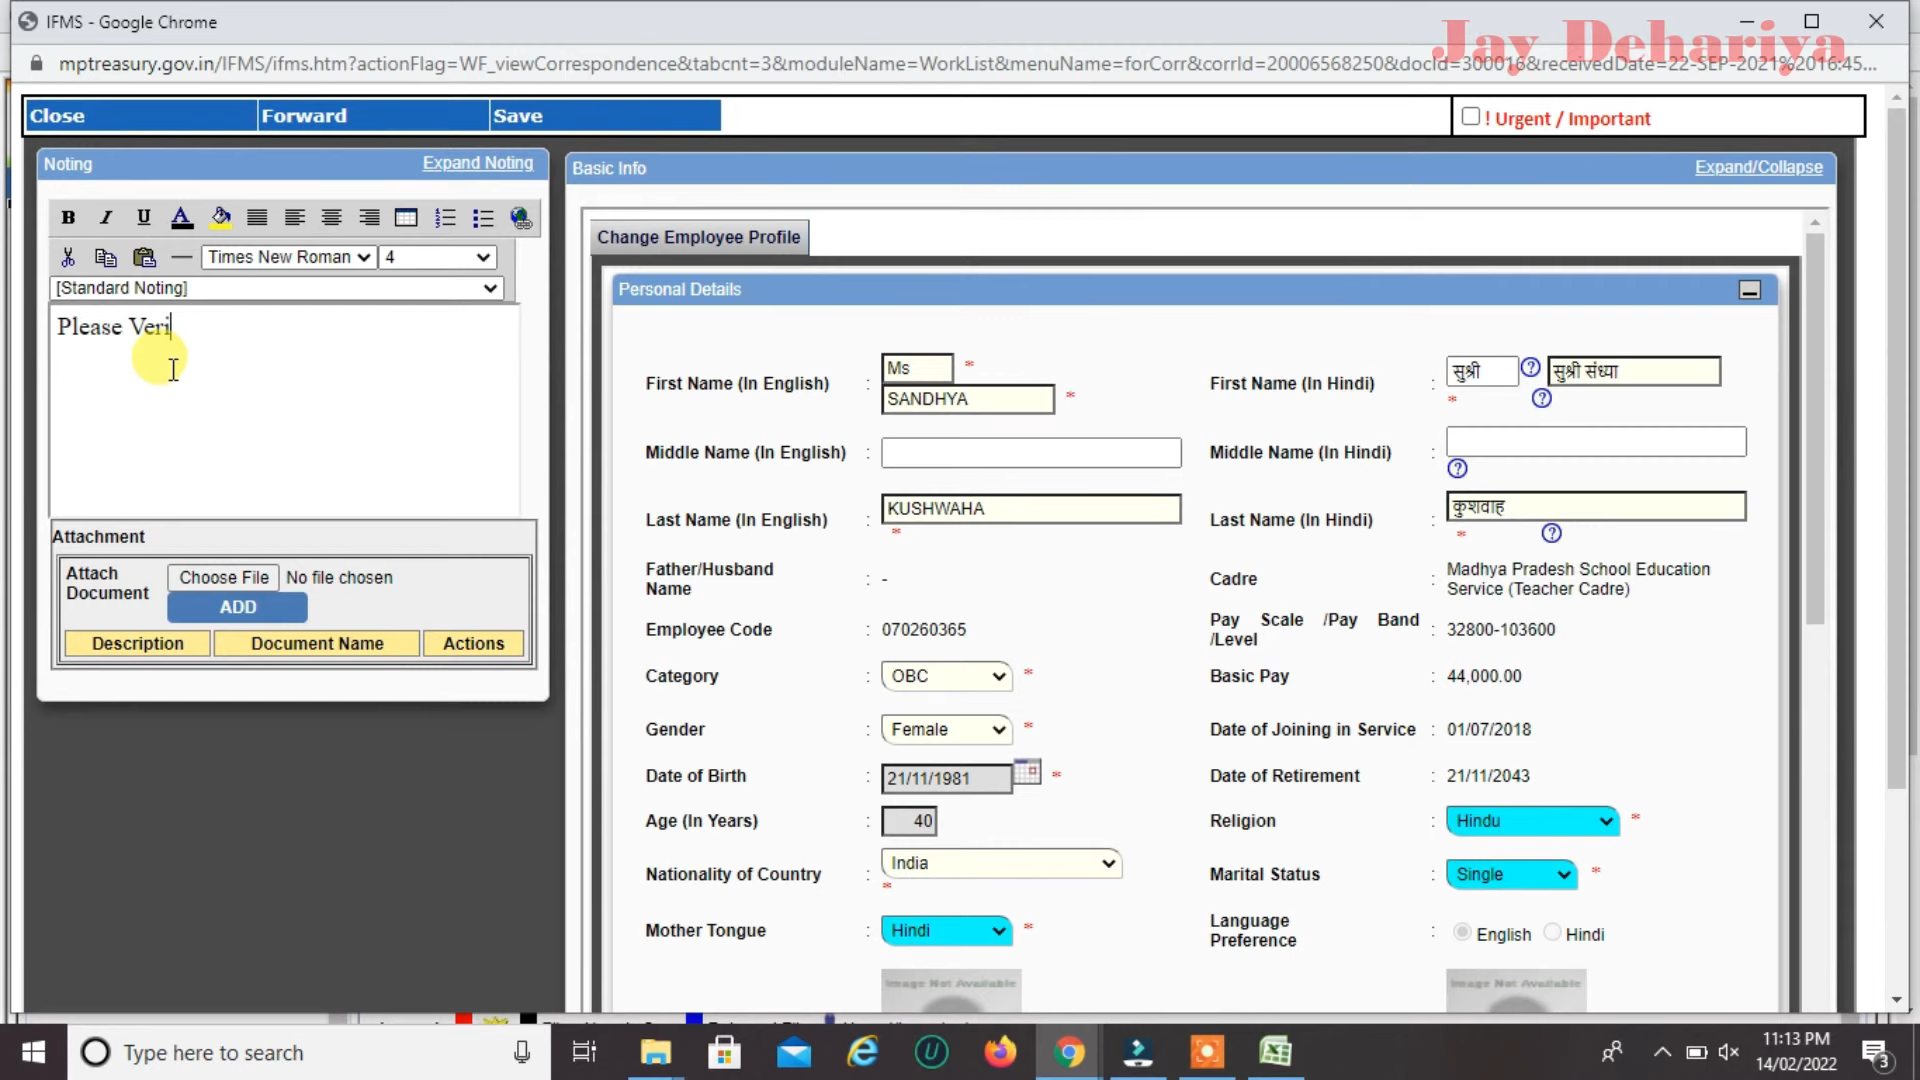 IFMS - Google Chrome
Jay Dehariya
mptreasury.gov.in/IFMS/ifms.htm?actionFlag=WF_viewCorrespondence&tabcnt=3&moduleName=WorkList&menuName=forCorr&corrId=20006568250&docId=300016&receivedDate=22-SEP-2021%2016:45...
Close Forward Save ! Urgent / Important
Noting Expand Noting
Basic Info Expand/Collapse
B I U A
Times New Roman 4
[Standard Noting]
Please Veri
Attachment
Attach Document Choose File No file chosen
ADD
Description Document Name Actions
Change Employee Profile
Personal Details
First Name (In English) : Ms *
SANDHYA *
First Name (In Hindi) : सुश्री ? सुश्री संध्या
* ?
Middle Name (In English) :
Middle Name (In Hindi) :
?
Last Name (In English) : KUSHWAHA
*
Last Name (In Hindi) : कुशवाह
* ?
Father/Husband Name : -
Cadre : Madhya Pradesh School Education Service (Teacher Cadre)
Employee Code : 070260365
Pay Scale /Pay Band /Level : 32800-103600
Category : OBC *
Basic Pay : 44,000.00
Gender : Female *
Date of Joining in Service : 01/07/2018
Date of Birth : 21/11/1981 *
Date of Retirement : 21/11/2043
Age (In Years) : 40
Religion : Hindu *
Nationality of Country : India
*
Marital Status : Single *
Mother Tongue : Hindi *
Language Preference : English Hindi
Image Not Available
Image Not Available
Type here to search
11:13 PM
14/02/2022
3